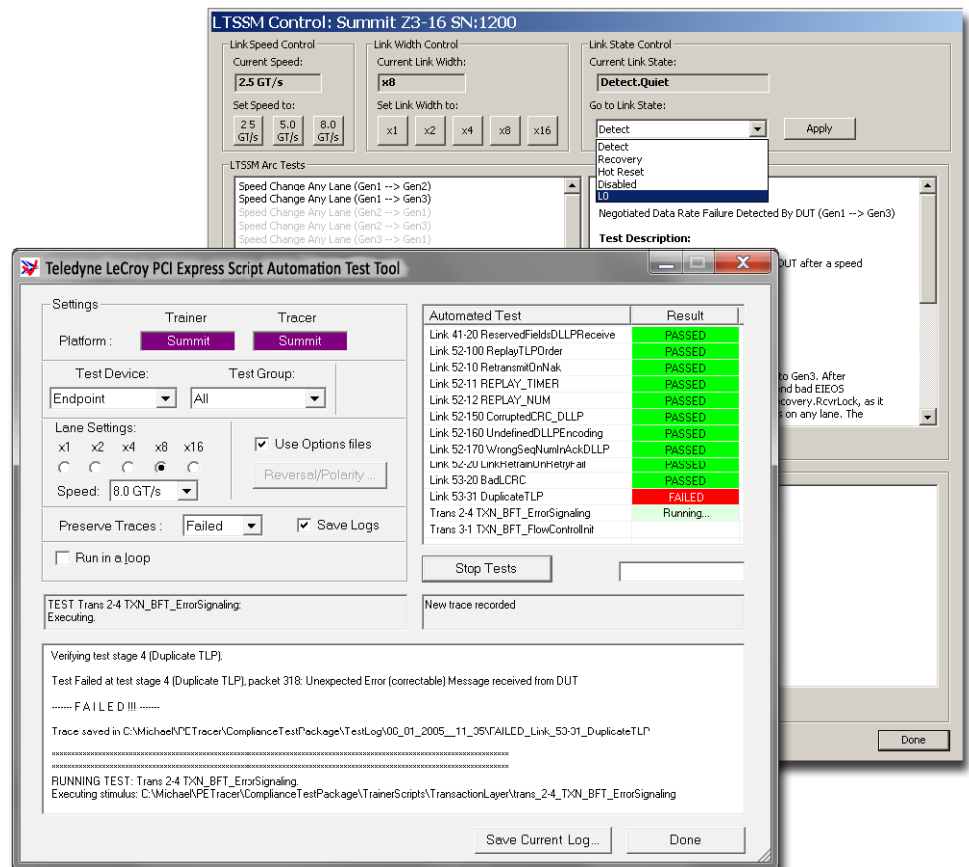 LTSSM Control: Summit Z3-16 SN:1200
Link Speed Control
Current Speed:
2.5 GT/s
Set Speed to:
2.5 GT/s
5.0 GT/s
8.0 GT/s
Link Width Control
Current Link Width:
x8
Set Link Width to:
x1 x2 x4 x8 x16
Link State Control
Current Link State:
Detect.Quiet
Go to Link State:
Detect
Apply
Detect
Recovery
Hot Reset
Disabled
L0
LTSSM Arc Tests
Speed Change Any Lane (Gen1 --> Gen2)
Speed Change Any Lane (Gen1 --> Gen3)
Speed Change Any Lane (Gen2 --> Gen1)
Speed Change Any Lane (Gen2 --> Gen3)
Speed Change Any Lane (Gen3 --> Gen1)
Negotiated Data Rate Failure Detected By DUT (Gen1 --> Gen3)
Test Description:
DUT after a speed
to Gen3. After
nd bad EIEOS
ecovery.RcvrLock, as it
s on any lane. The
Done
Teledyne LeCroy PCI Express Script Automation Test Tool
Settings
Trainer Tracer
Platform : Summit Summit
Test Device: Test Group:
Endpoint All
Lane Settings:
x1 x2 x4 x8 x16
Speed: 8.0 GT/s
Use Options files
Reversal/Polarity ...
Preserve Traces : Failed Save Logs
Run in a loop
Automated Test Result
Link 41-20 ReservedFieldsDLLPReceive PASSED
Link 52-100 ReplayTLPOrder PASSED
Link 52-10 RetransmitOnNak PASSED
Link 52-11 REPLAY_TIMER PASSED
Link 52-12 REPLAY_NUM PASSED
Link 52-150 CorruptedCRC_DLLP PASSED
Link 52-160 UndefinedDLLPEncoding PASSED
Link 52-170 WrongSeqNumInAckDLLP PASSED
Link 52-20 LinkRetrainOnRetryFail PASSED
Link 53-20 BadLCRC PASSED
Link 53-31 DuplicateTLP FAILED
Trans 2-4 TXN_BFT_ErrorSignaling Running...
Trans 3-1 TXN_BFT_FlowControlInit
Stop Tests
TEST Trans 2-4 TXN_BFT_ErrorSignaling:
Executing.
New trace recorded
Verifying test stage 4 (Duplicate TLP).
Test Failed at test stage 4 (Duplicate TLP), packet 318: Unexpected Error (correctable) Message received from DUT
------- F A I L E D !!! -------
Trace saved in C:\Michael\PETracer\ComplianceTestPackage\TestLog\06_01_2005__11_35\FAILED_Link_53-31_DuplicateTLP
RUNNING TEST: Trans 2-4 TXN_BFT_ErrorSignaling.
Executing stimulus: C:\Michael\PETracer\ComplianceTestPackage\TrainerScripts\TransactionLayer\trans_2-4_TXN_BFT_ErrorSignaling
Save Current Log...
Done